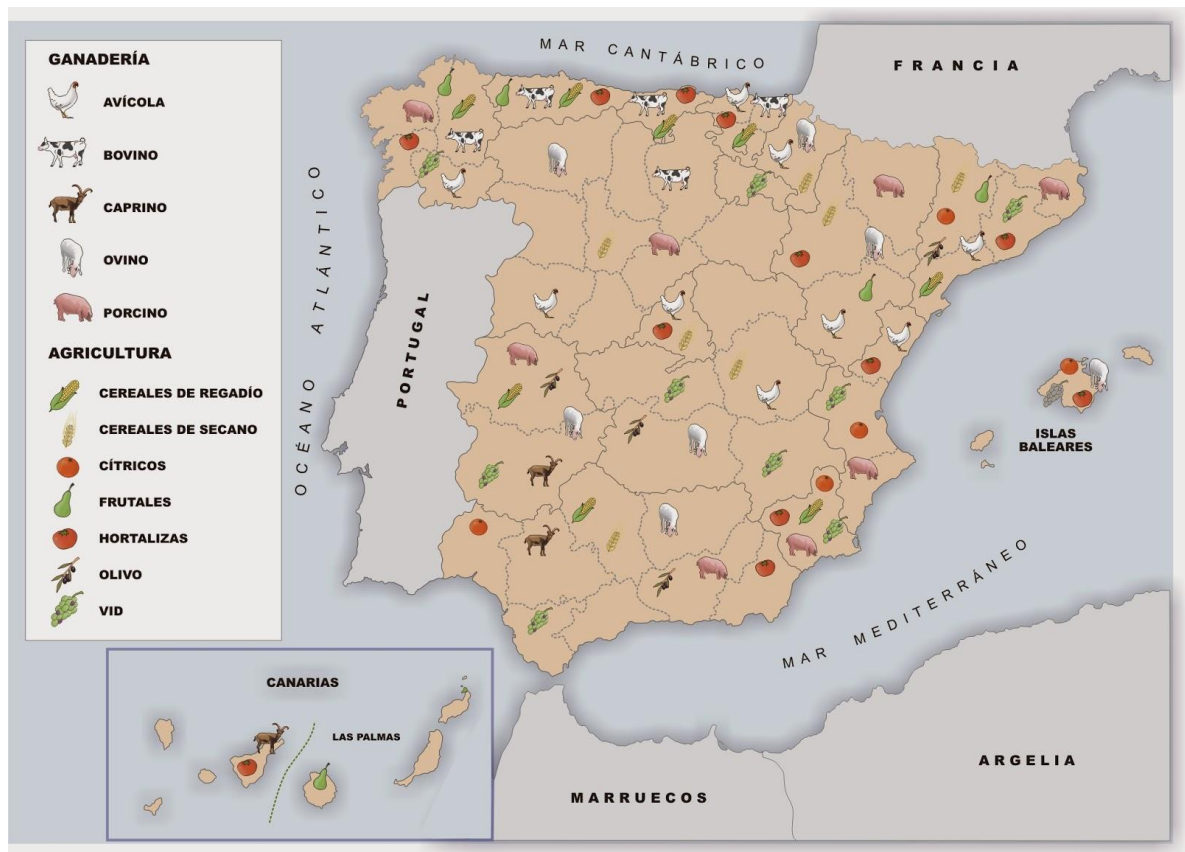 GANADERÍA
AVÍCOLA
BOVINO
CAPRINO
OVINO
PORCINO
AGRICULTURA
CEREALES DE REGADÍO
CEREALES DE SECANO
CÍTRICOS
FRUTALES
HORTALIZAS
OLIVO
VID
MAR CANTÁBRICO
FRANCIA
OCÉANO ATLÁNTICO
PORTUGAL
ISLAS
BALEARES
MAR MEDITERRÁNEO
CANARIAS
LAS PALMAS
MARRUECOS
ARGELIA